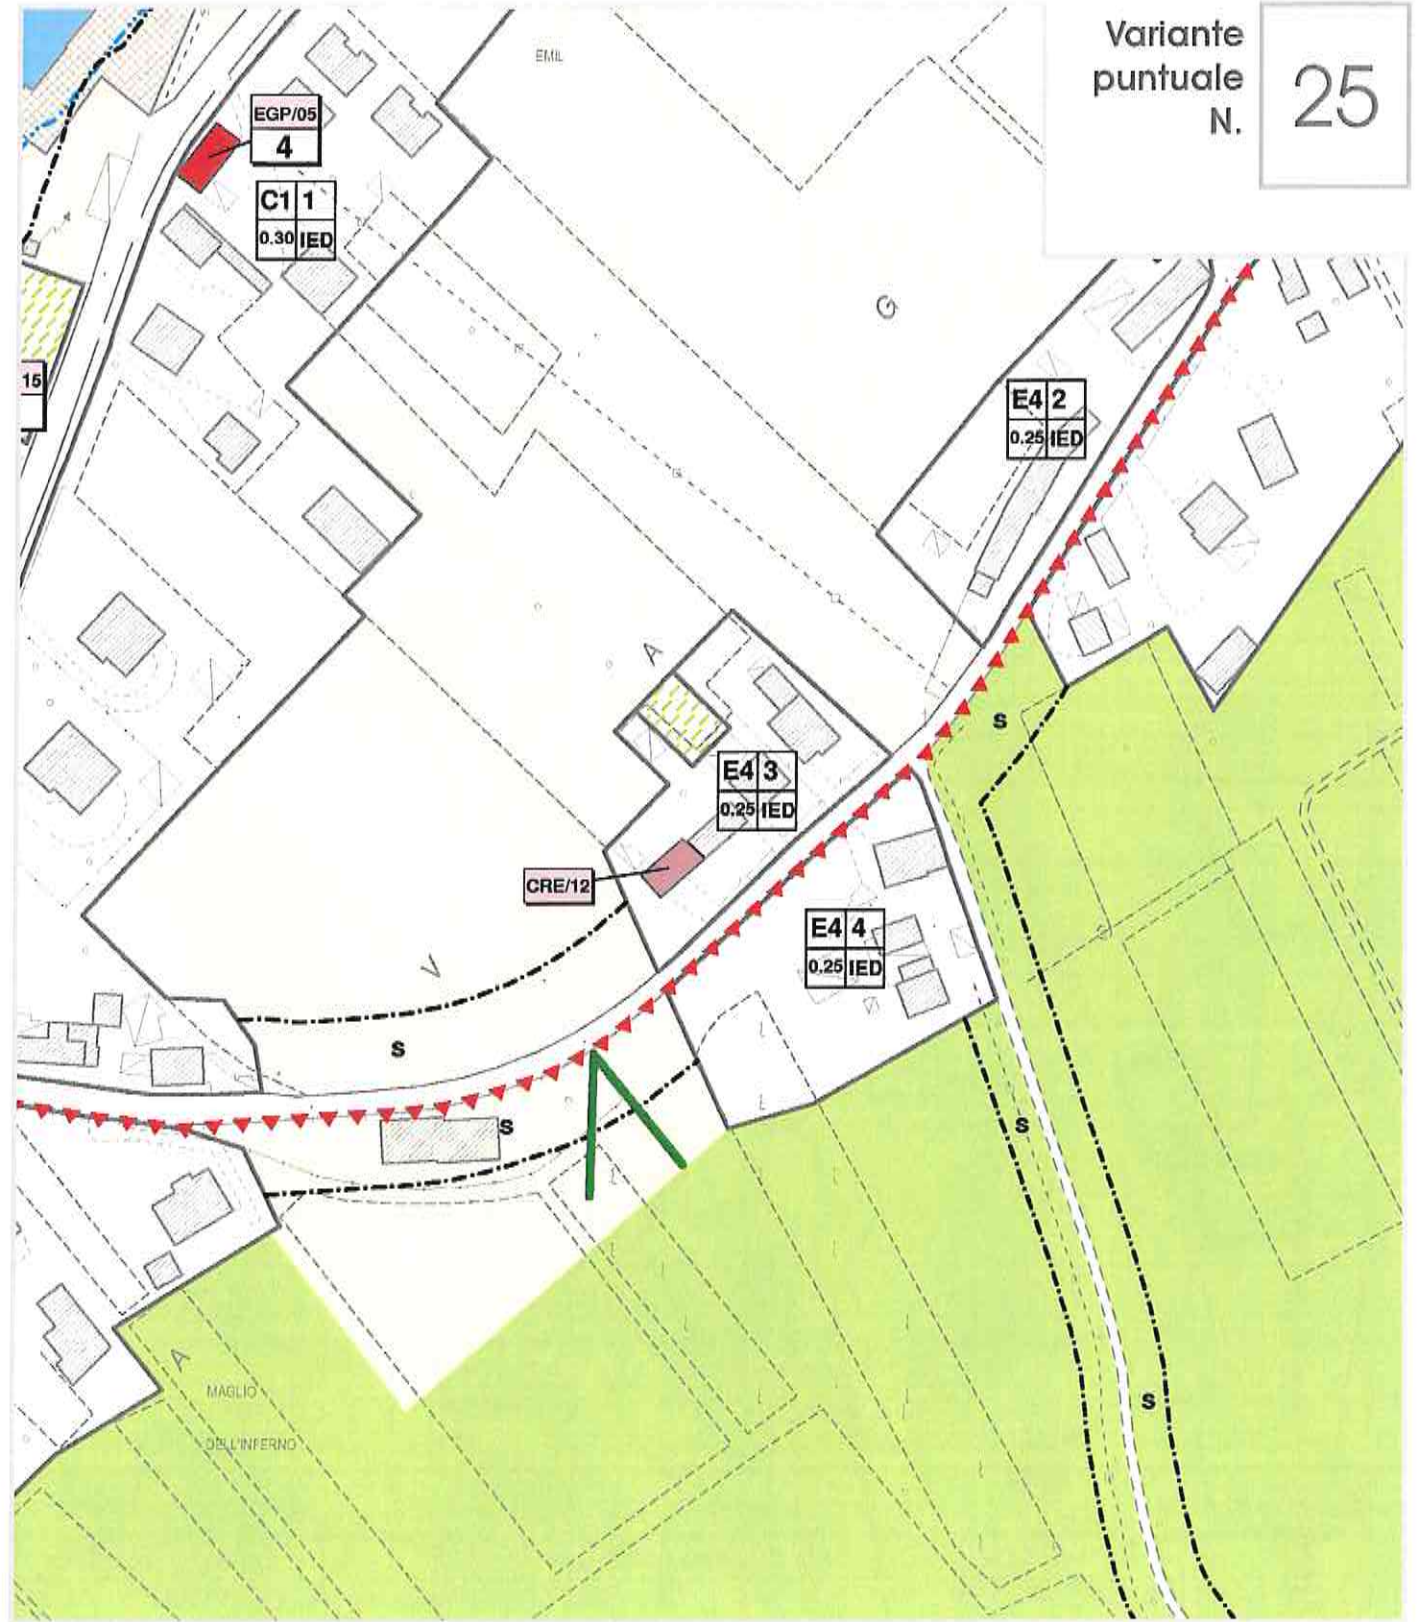 Variante
puntuale
N.
25
EMIL
EGP/05
4
C1 1
0.30 IED
G
15
E4 2
0.25 IED
A
S
E4 3
0.25 IED
CRE/12
E4 4
0.25 IED
V
S
S
S
A
MAGLIO
DELL'INFERNO
S